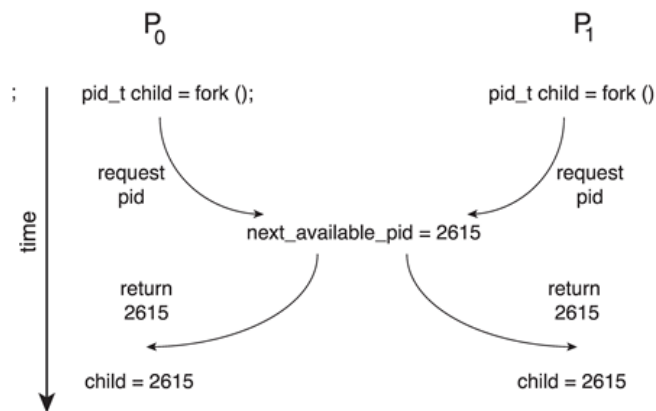 P0 P1
; pid_t child = fork (); pid_t child = fork ()
request pid request pid
time
next_available_pid = 2615
return 2615 return 2615
child = 2615 child = 2615